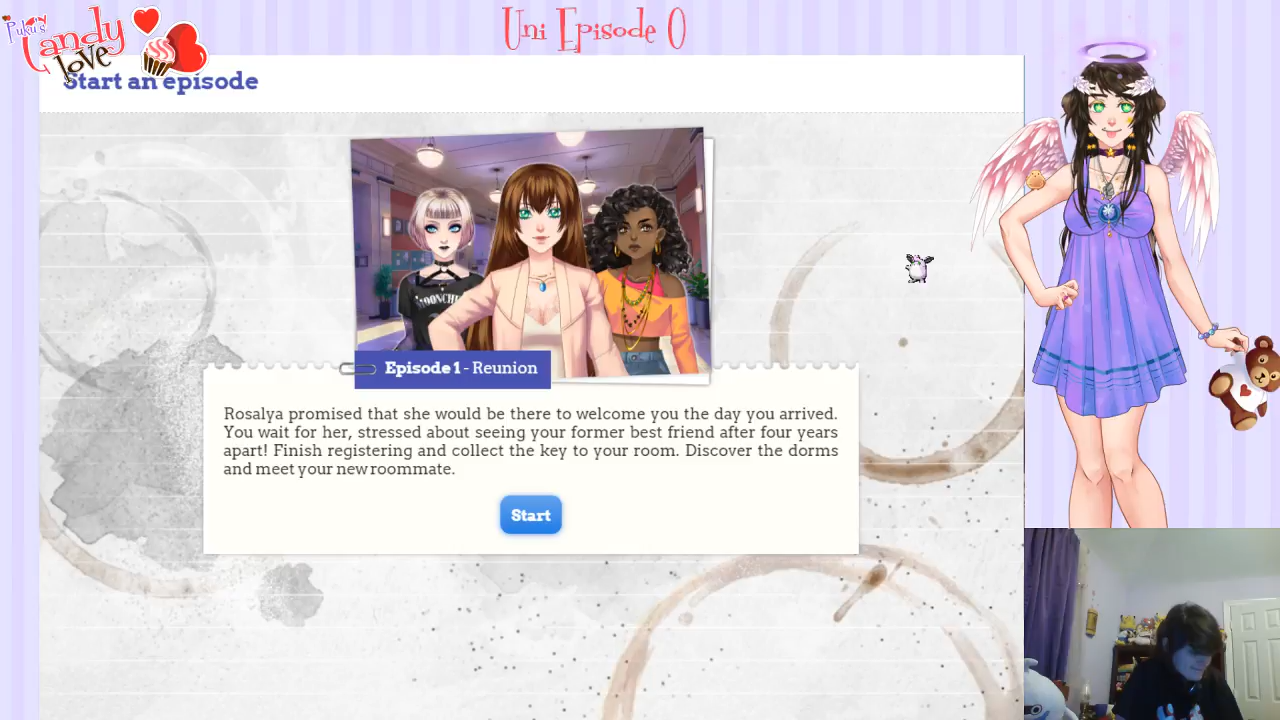 Puku's
Candy
love
Uni Episode 0
Start an episode
MOONCH
Episode 1 - Reunion
Rosalya promised that she would be there to welcome you the day you arrived.
You wait for her, stressed about seeing your former best friend after four years
apart! Finish registering and collect the key to your room. Discover the dorms
and meet your new roommate.
Start